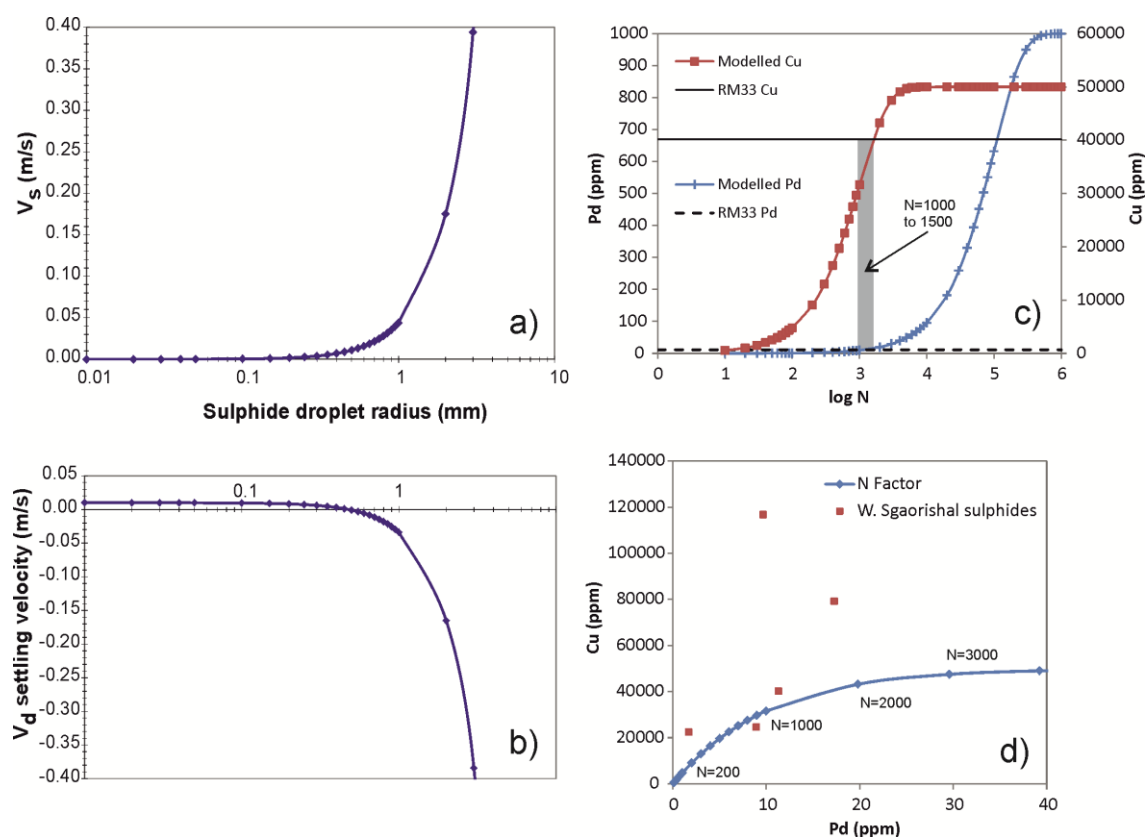 0.40
0.35
0.30
0.25
0.20
0.15
0.10
0.05
0.00
Vs (m/s)
0.01 0.1 1 10
Sulphide droplet radius (mm)
a)
0.05
0.00
-0.05
-0.10
-0.15
-0.20
-0.25
-0.30
-0.35
-0.40
Vd settling velocity (m/s)
0.1 1
b)
1000
900
800
700
600
500
400
300
200
100
0
Pd (ppm)
Modelled Cu
RM33 Cu
Modelled Pd
RM33 Pd
N=1000
to 1500
c)
60000
50000
40000
30000
20000
10000
0
Cu (ppm)
0 1 2 3 4 5 6
log N
140000
120000
100000
80000
60000
40000
20000
0
Cu (ppm)
N Factor
W. Sgaorishal sulphides
N=3000
N=2000
N=1000
N=200
d)
0 10 20 30 40
Pd (ppm)